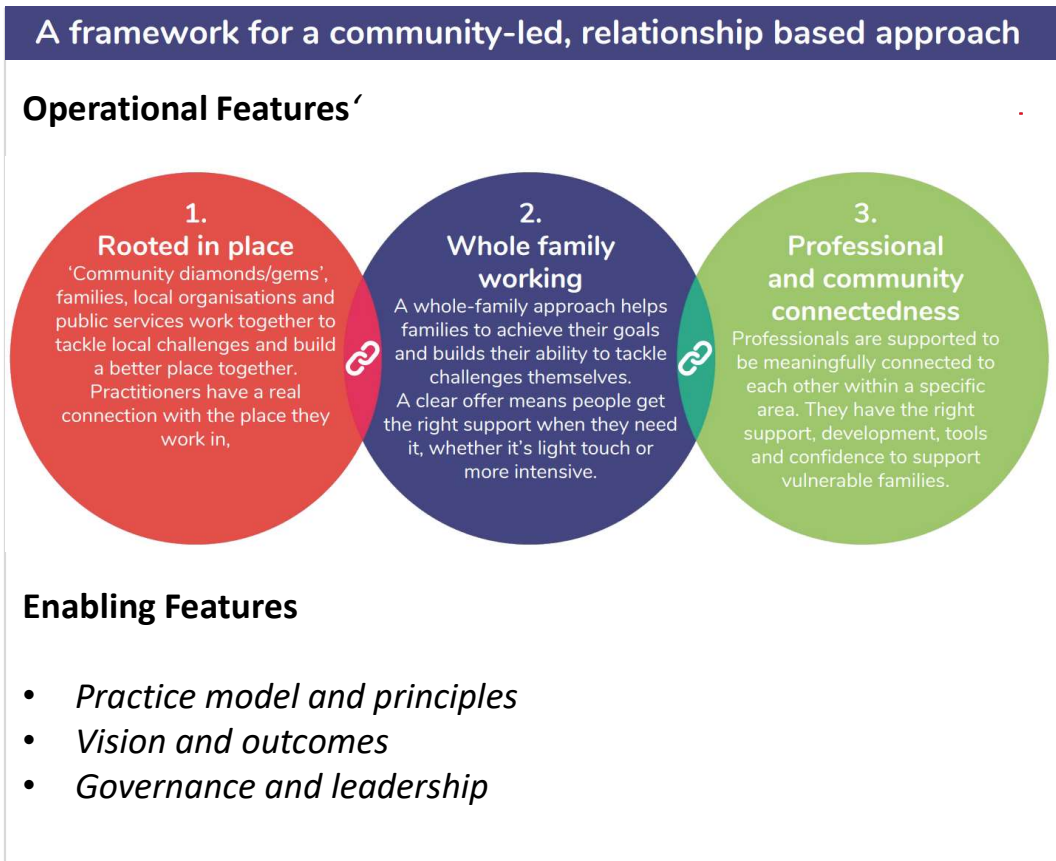 A framework for a community-led, relationship based approach
Operational Features‘
1.
Rooted in place
‘Community diamonds/gems’,
families, local organisations and
public services work together to
tackle local challenges and build
a better place together.
Practitioners have a real
connection with the place they
work in,
2.
Whole family
working
A whole-family approach helps
families to achieve their goals
and builds their ability to tackle
challenges themselves.
A clear offer means people get
the right support when they need
it, whether it’s light touch or
more intensive.
3.
Professional
and community
connectedness
Professionals are supported to
be meaningfully connected to
each other within a specific
area. They have the right
support, development, tools
and confidence to support
vulnerable families.
Enabling Features
• Practice model and principles
• Vision and outcomes
• Governance and leadership